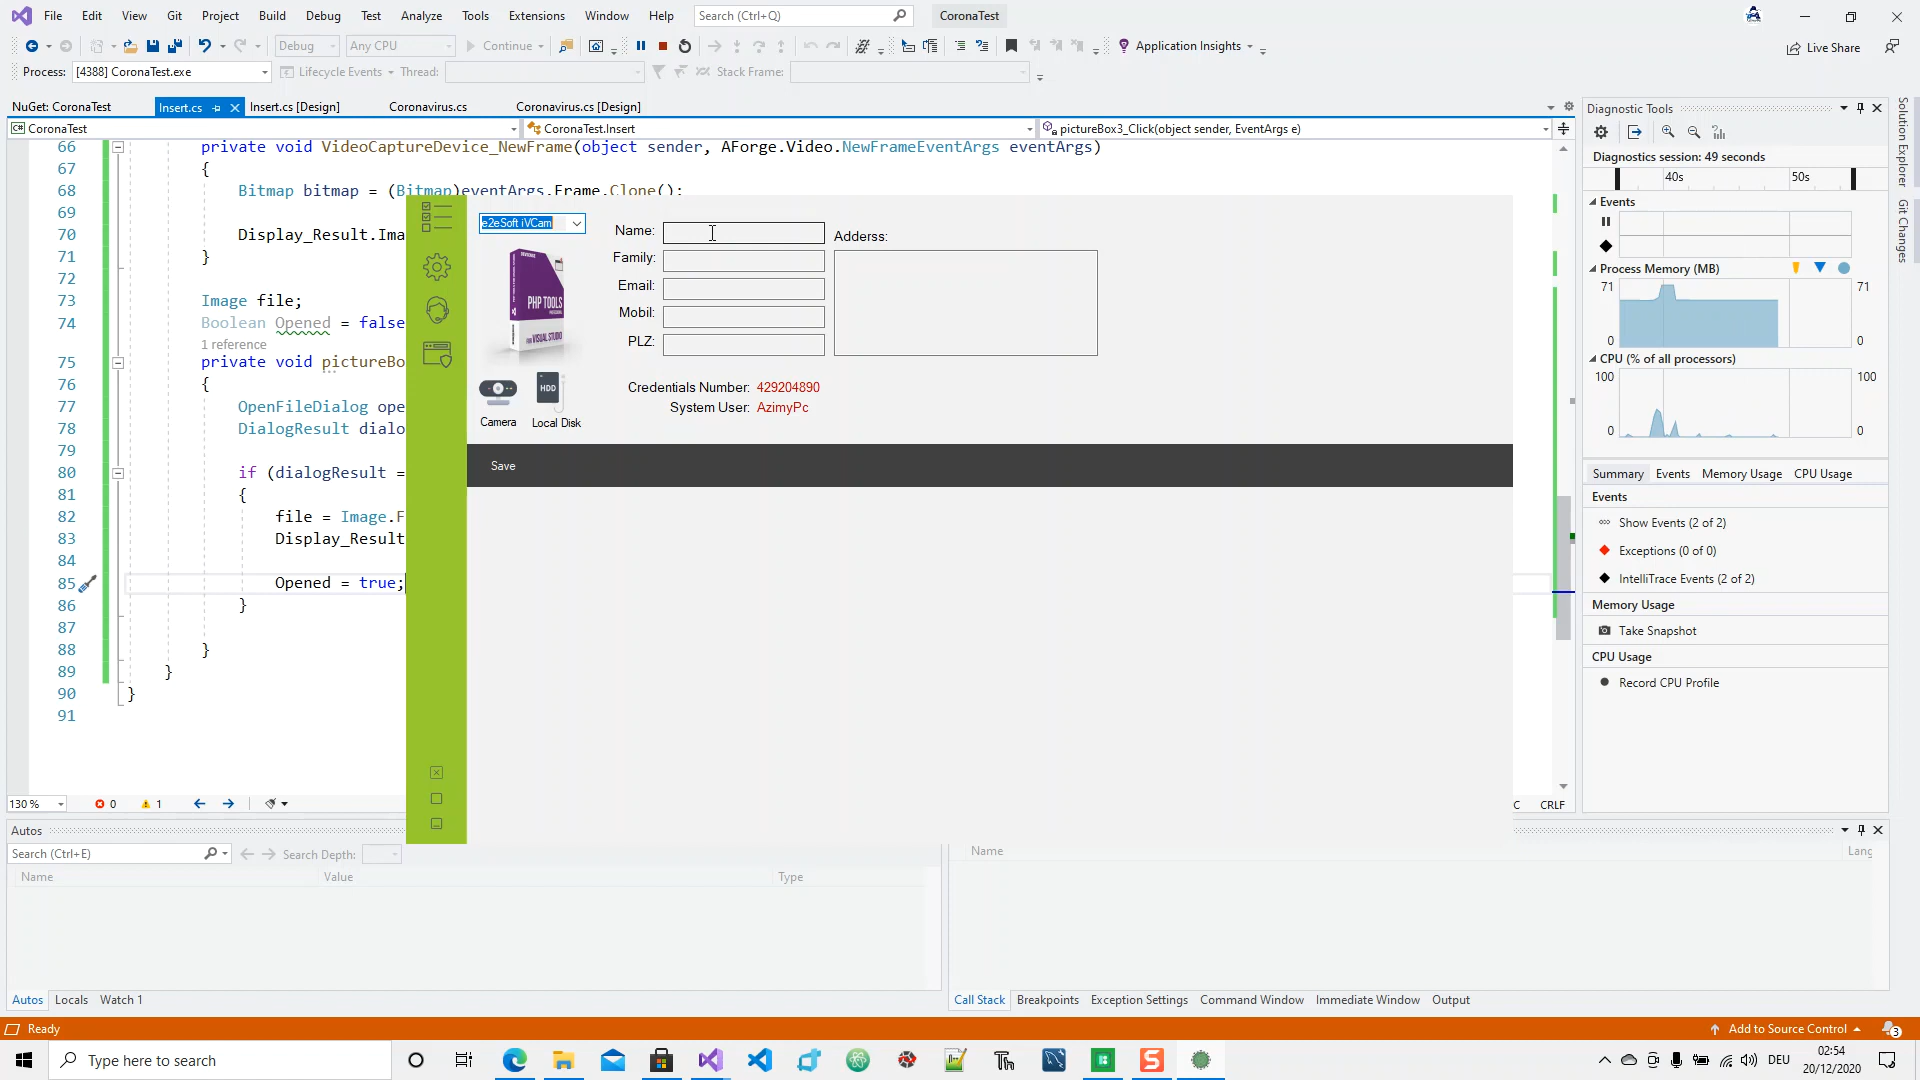 File Edit View Git Project Build Debug Test Analyze Tools Extensions Window Help Search (Ctrl+Q) CoronaTest
Debug Any CPU Continue Application Insights Live Share
Process: [4388] CoronaTest.exe Lifecycle Events Thread: Stack Frame:
NuGet: CoronaTest Insert.cs Insert.cs [Design] Coronavirus.cs Coronavirus.cs [Design]
C# CoronaTest CoronaTest.Insert pictureBox3_Click(object sender, EventArgs e)
66 private void VideoCaptureDevice_NewFrame(object sender, AForge.Video.NewFrameEventArgs eventArgs)
67 {
68 Bitmap bitmap = (Bitmap)eventArgs.Frame.Clone();
69
70 Display_Result.Ima
71 }
72
73 Image file;
74 Boolean Opened = false
1 reference
75 private void pictureBo
76 {
77 OpenFileDialog ope
78 DialogResult dialo
79
80 if (dialogResult =
81 {
82 file = Image.F
83 Display_Result
84
85 Opened = true;
86 }
87
88 }
89 }
90 }
91
e2eSoft iVCam
PHP TOOLS
PROFESSIONAL
for VISUAL STUDIO
HDD
Camera Local Disk
Name:
Family:
Email:
Mobil:
PLZ:
Adderss:
Credentials Number: 429204890
System User: AzimyPc
Save
130 % 0 1 C CRLF
Diagnostic Tools
Diagnostics session: 49 seconds
40s 50s
Events
Process Memory (MB)
71 71
0 0
CPU (% of all processors)
100 100
0 0
Summary Events Memory Usage CPU Usage
Events
Show Events (2 of 2)
Exceptions (0 of 0)
IntelliTrace Events (2 of 2)
Memory Usage
Take Snapshot
CPU Usage
Record CPU Profile
Solution Explorer
Git Changes
Autos
Search (Ctrl+E) Search Depth:
Name Value Type
Name Lang
Autos Locals Watch 1
Call Stack Breakpoints Exception Settings Command Window Immediate Window Output
Ready Add to Source Control 3
Type here to search
DEU 02:54
20/12/2020